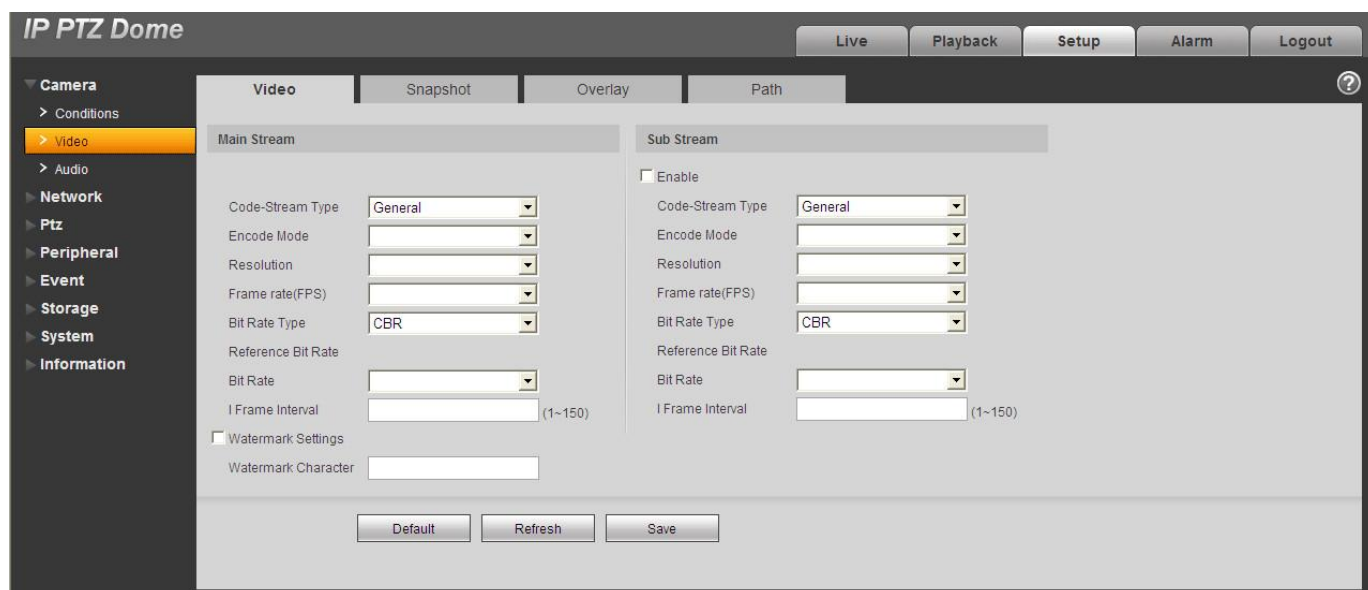 IP PTZ Dome
Live Playback Setup Alarm Logout
Camera
> Conditions
> Video
> Audio
Network
Ptz
Peripheral
Event
Storage
System
Information
Video Snapshot Overlay Path
?
Main Stream
Code-Stream Type General
Encode Mode
Resolution
Frame rate(FPS)
Bit Rate Type CBR
Reference Bit Rate
Bit Rate
I Frame Interval (1~150)
Watermark Settings
Watermark Character
Sub Stream
Enable
Code-Stream Type General
Encode Mode
Resolution
Frame rate(FPS)
Bit Rate Type CBR
Reference Bit Rate
Bit Rate
I Frame Interval (1~150)
Default Refresh Save